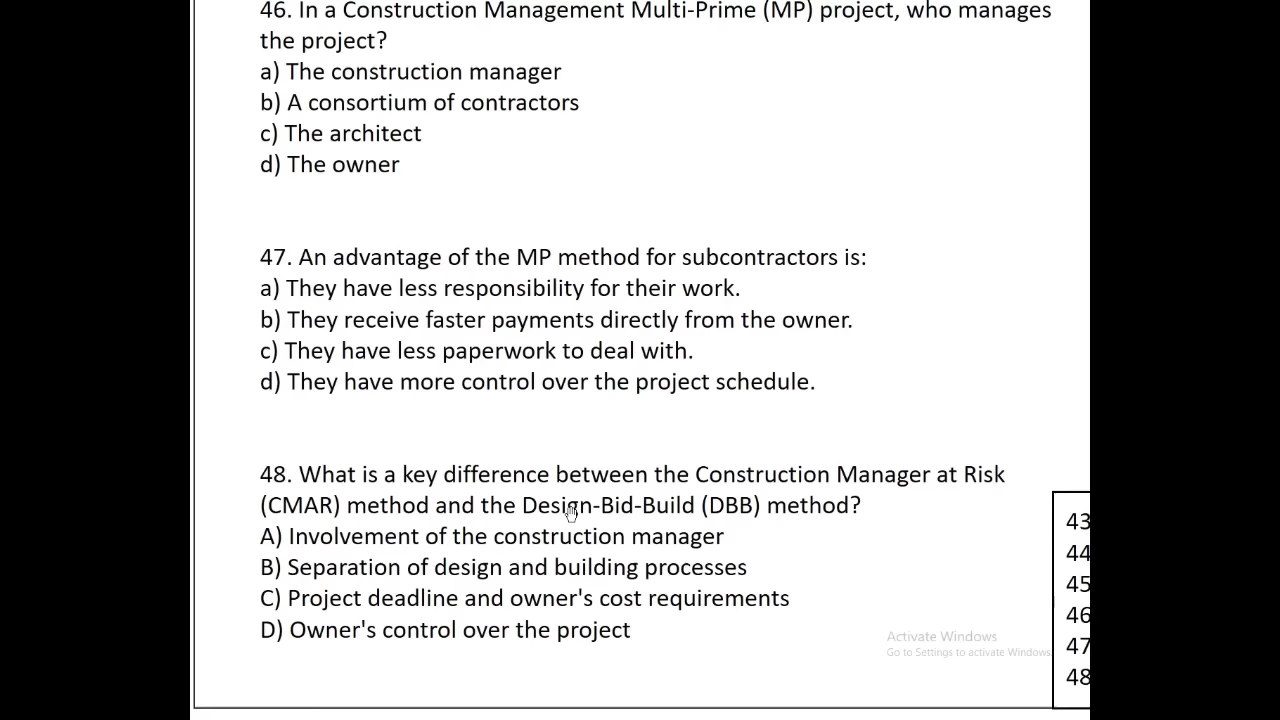 46. In a Construction Management Multi-Prime (MP) project, who manages
the project?
a) The construction manager
b) A consortium of contractors
c) The architect
d) The owner
47. An advantage of the MP method for subcontractors is:
a) They have less responsibility for their work.
b) They receive faster payments directly from the owner.
c) They have less paperwork to deal with.
d) They have more control over the project schedule.
48. What is a key difference between the Construction Manager at Risk
(CMAR) method and the Design-Bid-Build (DBB) method?
A) Involvement of the construction manager
B) Separation of design and building processes
C) Project deadline and owner's cost requirements
D) Owner's control over the project
43
44
45
46
47
48
Activate Windows
Go to Settings to activate Windows